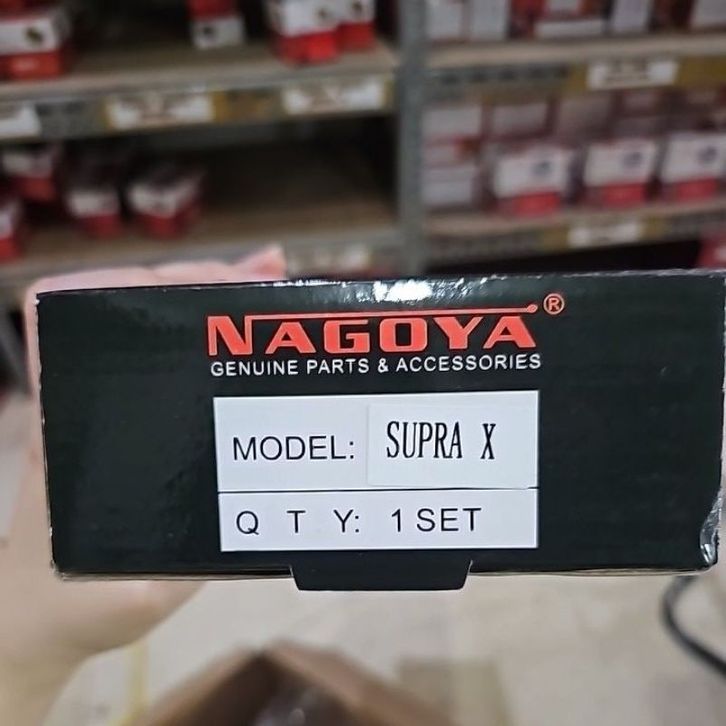 NAGOYA®
GENUINE PARTS & ACCESSORIES
MODEL: SUPRA X
Q T Y: 1 SET